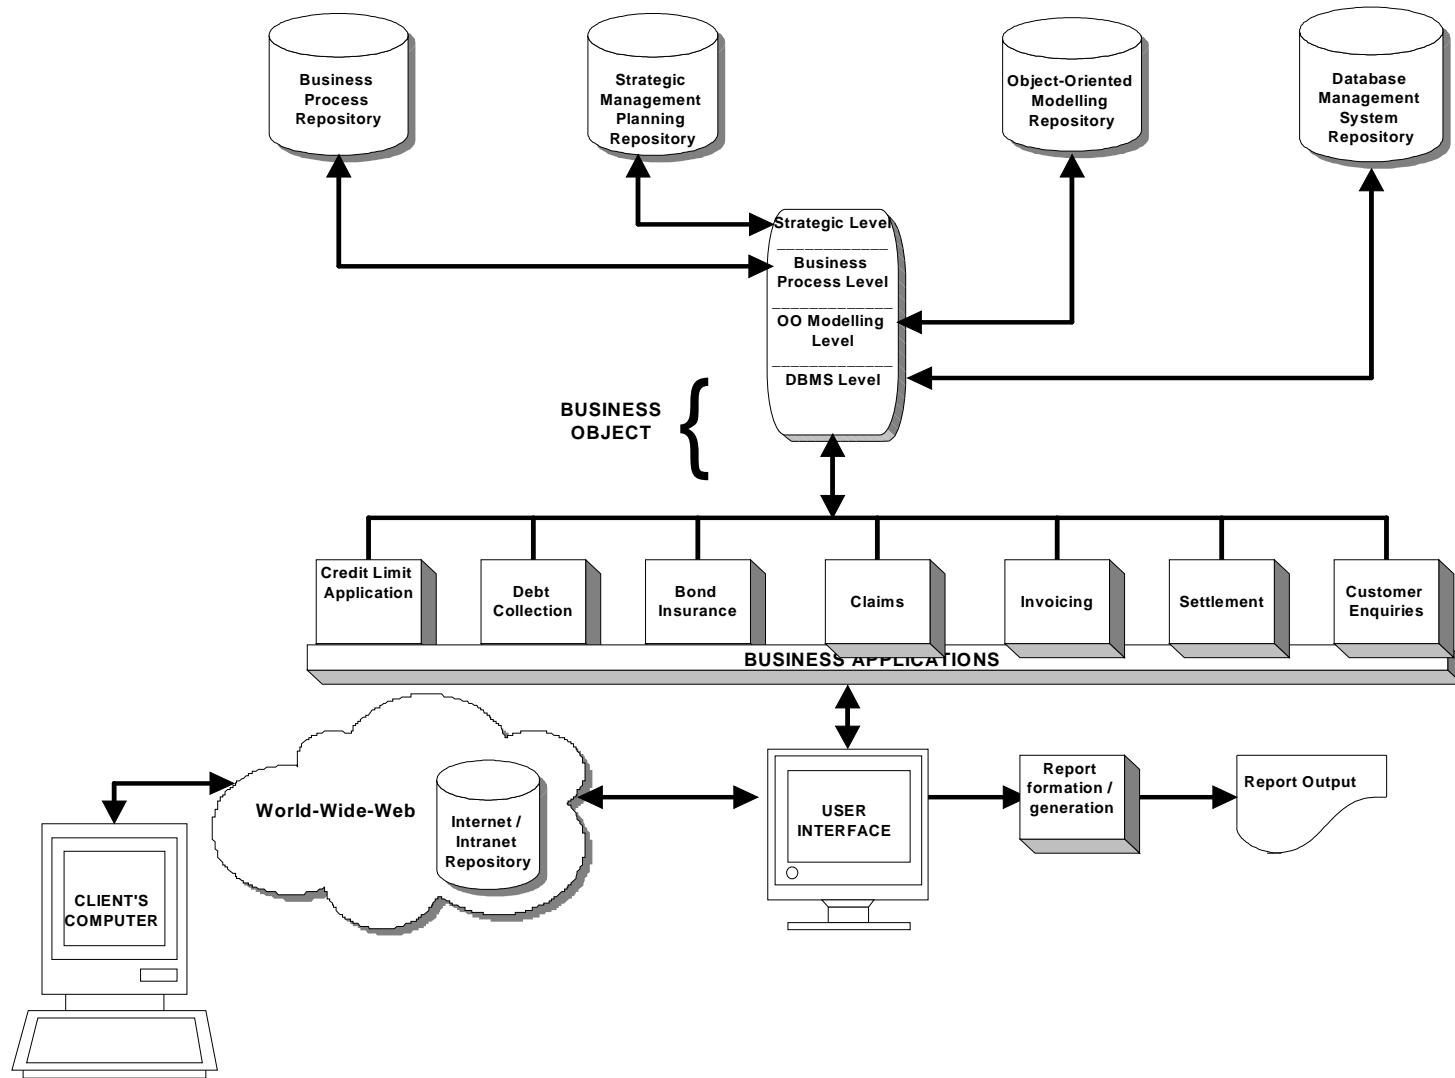 Business
Process
Repository
Strategic
Management
Planning
Repository
Object-Oriented
Modelling
Repository
Database
Management
System
Repository
Strategic Level
Business
Process Level
OO Modelling
Level
DBMS Level
BUSINESS
OBJECT
Credit Limit
Application
Debt
Collection
Bond
Insurance
Claims
Invoicing
Settlement
Customer
Enquiries
BUSINESS APPLICATIONS
World-Wide-Web
Internet /
Intranet
Repository
USER
INTERFACE
Report
formation /
generation
Report Output
CLIENT'S
COMPUTER